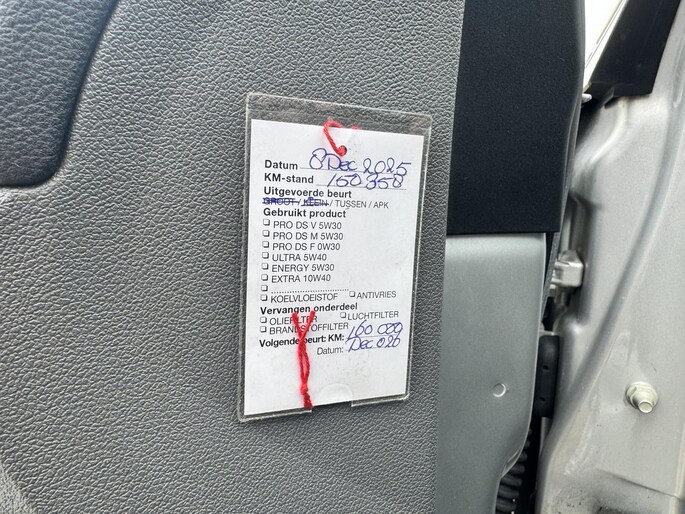 Datum 8 Dec 2025
KM-stand 150 350
Uitgevoerde beurt
GROOT / KLEIN / TUSSEN / APK
Gebruikt product
PRO DS V 5W30
PRO DS M 5W30
PRO DS F 0W30
ULTRA 5W40
ENERGY 5W30
EXTRA 10W40
KOELVLOEISTOF ANTIVRIES
Vervangen onderdeel
OLIEFILTER LUCHTFILTER
BRANDSTOFFILTER
Volgende beurt: KM: 160 000
Datum: Dec